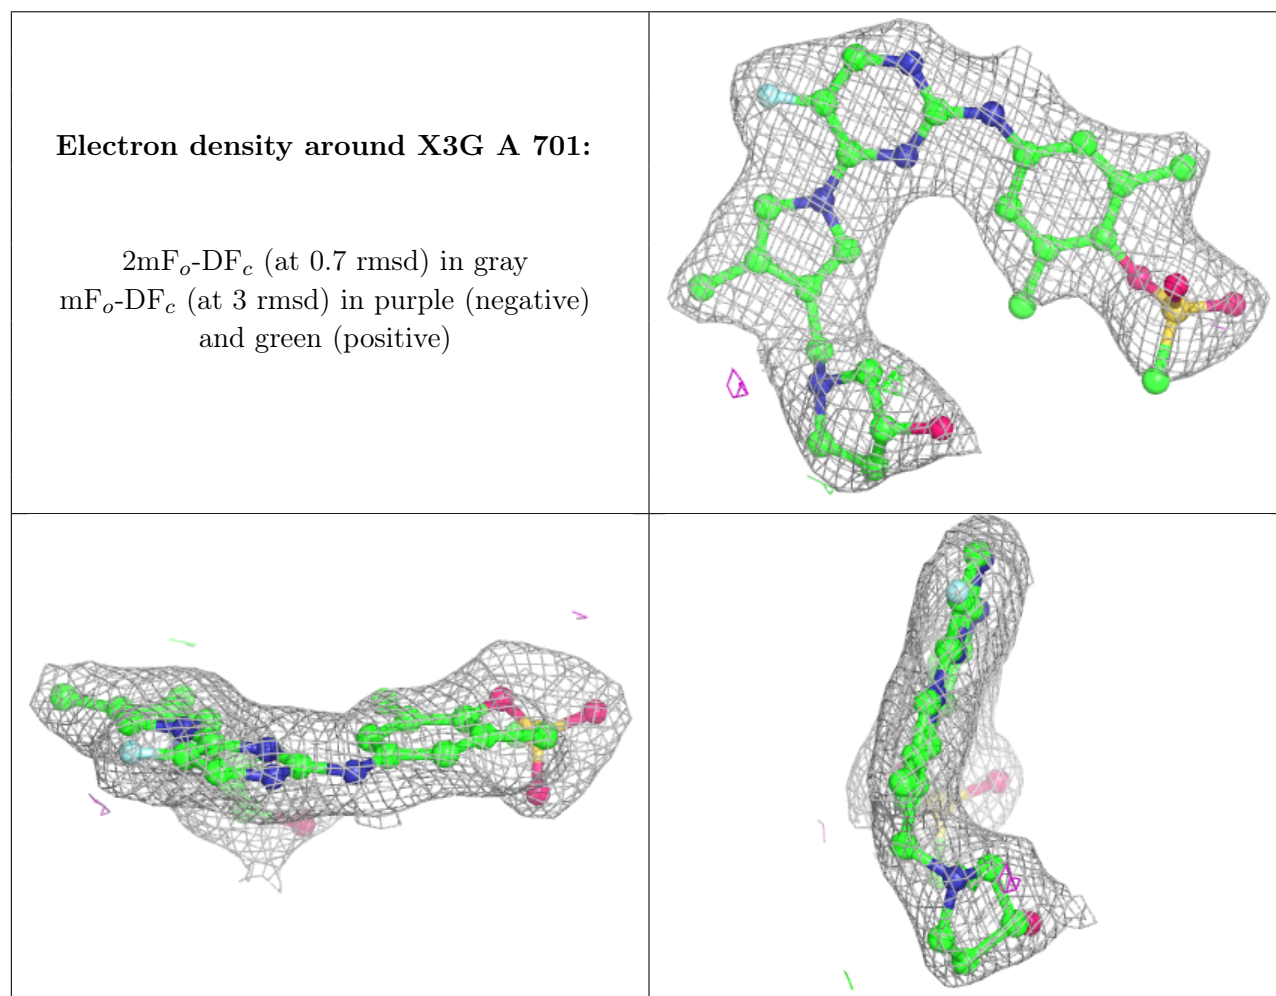 Electron density around X3G A 701:
2mFo-DFc (at 0.7 rmsd) in gray
mFo-DFc (at 3 rmsd) in purple (negative)
and green (positive)